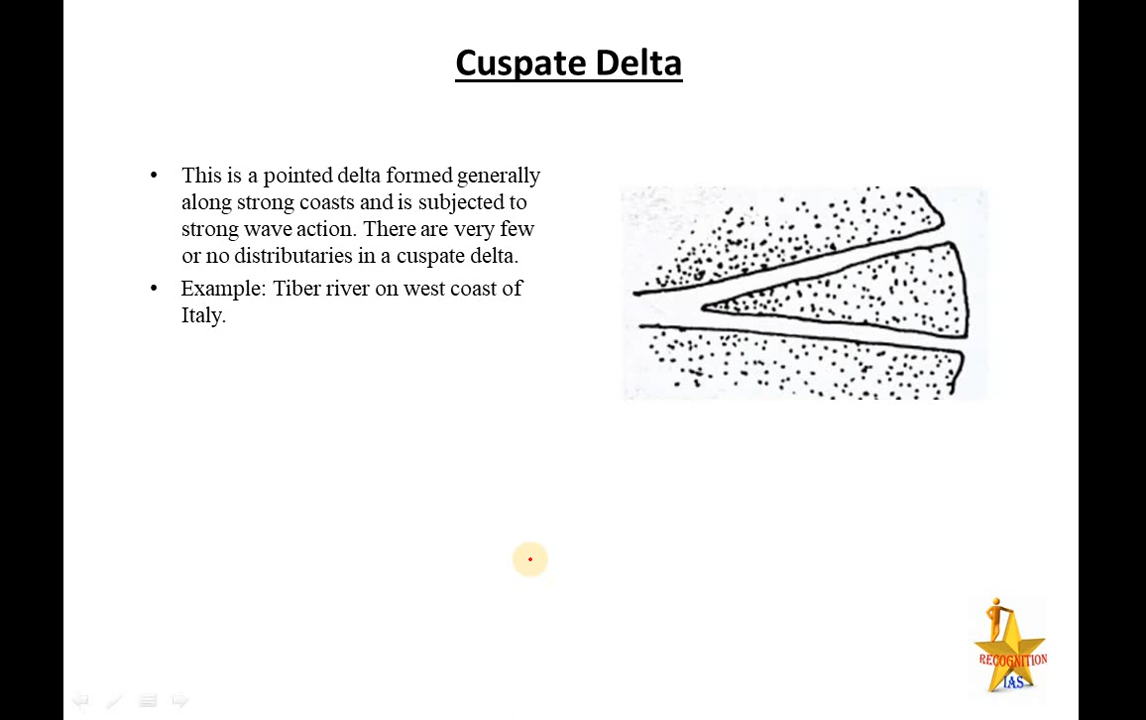 Cuspate Delta
• This is a pointed delta formed generally
along strong coasts and is subjected to
strong wave action. There are very few
or no distributaries in a cuspate delta.
• Example: Tiber river on west coast of
Italy.
RECOGNITION
IAS